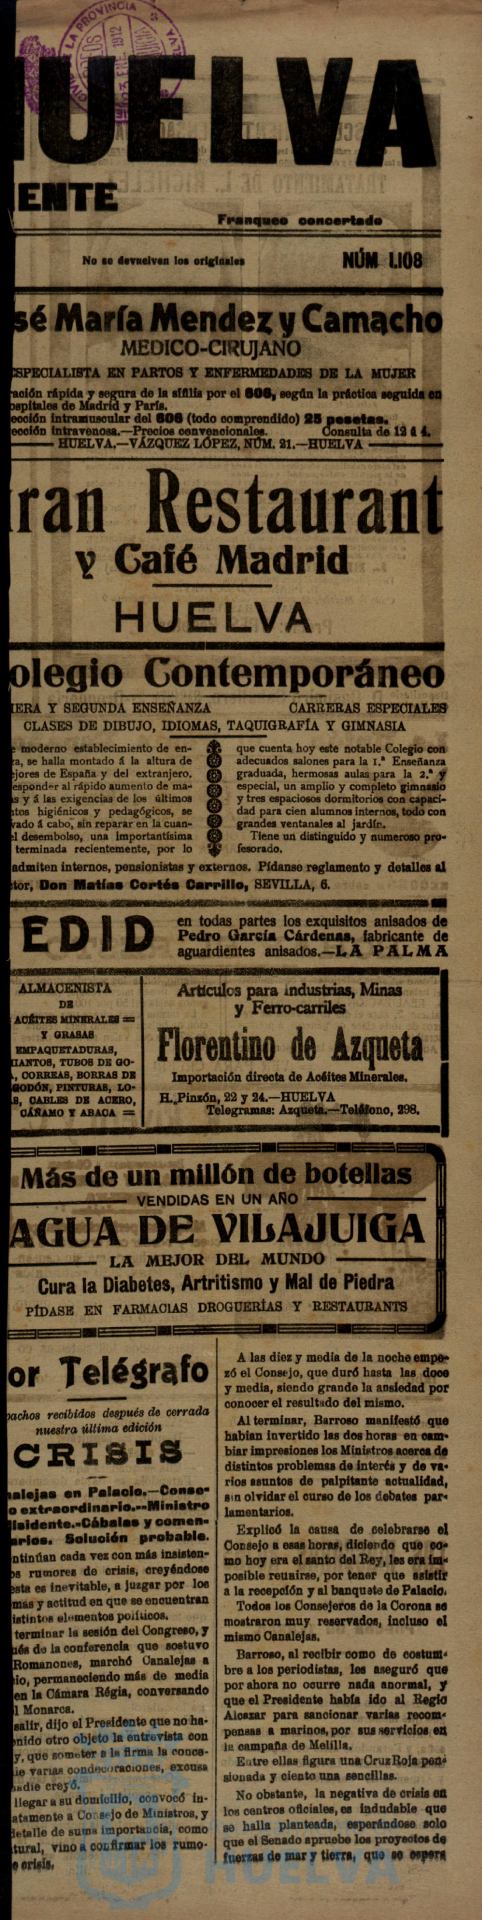 HUELVA
ENTE
Franqueo concertado
No se devuelven los originales
NÚM 1.108
sé María Mendez y Camacho
MEDICO-CIRUJANO
ESPECIALISTA EN PARTOS Y ENFERMEDADES DE LA MUJER
ración rápida y segura de la sífilis por el 606, según la práctica seguida en
ospitales de Madrid y París.
ección intramuscular del 606 (todo comprendido) 25 pesetas.
ección intravenosa.—Precios convencionales. Consulta de 12 á 4.
HUELVA.—VÁZQUEZ LÓPEZ, NÚM. 21.—HUELVA
ran Restaurant
y Café Madrid
HUELVA
olegio Contemporáneo
IERA Y SEGUNDA ENSEÑANZA CARRERAS ESPECIALES
CLASES DE DIBUJO, IDIOMAS, TAQUIGRAFÍA Y GIMNASIA
e moderno establecimiento de en-
ra, se halla montado á la altura de
ejores de España y del extranjero.
esponder al rápido aumento de ma-
s y á las exigencias de los últimos
tos higiénicos y pedagógicos, se
vado á cabo, sin reparar en la cuan-
el desembolso, una importantísima
terminada recientemente, por lo
que cuenta hoy este notable Colegio con
adecuados salones para la 1.ª Enseñanza
graduada, hermosas aulas para la 2.ª y
especial, un amplio y completo gimnasio
y tres espaciosos dormitorios con capaci-
dad para cien alumnos internos, todo con
grandes ventanales al jardín.
Tiene un distinguido y numeroso pro-
fesorado.
admiten internos, pensionistas y externos. Pídanse reglamento y detalles al
tor, Don Matías Cortés Carrillo, SEVILLA, 6.
EDID
en todas partes los exquisitos anisados de
Pedro García Cárdenas, fabricante de
aguardientes anisados.—LA PALMA
ALMACENISTA
DE
ACÉITES MINERALES
Y GRASAS
EMPAQUETADURAS,
IANTOS, TUBOS DE GO-
, CORREAS, BORRAS DE
GODÓN, PINTURAS, LO-
S, CABLES DE ACERO,
CÁÑAMO Y ABACA
Artículos para industrias, Minas
y Ferro-carriles
Florentino de Azqueta
Importación directa de Acéites Minerales.
H. Pinzón, 22 y 24.—HUELVA
Telegramas: Azqueta.—Teléfono, 298.
Más de un millón de botellas
VENDIDAS EN UN AÑO
AGUA DE VILAJUIGA
LA MEJOR DEL MUNDO
Cura la Diabetes, Artritismo y Mal de Piedra
PÍDASE EN FARMACIAS DROGUERÍAS Y RESTAURANTS
or Telégrafo
pachos recibidos después de cerrada
nuestra última edición
CRISIS
alejas en Palacio.—Conse-
o extraordinario.--Ministro
isidente.-Cábalas y comen-
arios. Solución probable.
ntinúan cada vez con más insisten-
os rumores de crisis, creyéndose
esta es inevitable, a juzgar por los
mas y actitud en que se encuentran
istintos elementos políticos.
terminar la sesión del Congreso, y
ués de la conferencia que sostuvo
Romanones, marchó Canalejas a
io, permaneciendo más de media
en la Cámara Régia, conversando
l Monarca.
salir, dijo el Presidente que no ha-
nido otro objeto la entrevista con
y, que someter a la firma la conce-
de varias condecoraciones, excusa
nadie creyó.
llegar a su domicilio, convocó in-
atamente a Consejo de Ministros, y
detalle de suma importancia, como
tural, vino a confirmar los rumo-
e crisis.
A las diez y media de la noche empe-
zó el Consejo, que duró hasta las doce
y media, siendo grande la ansiedad por
conocer el resultado del mismo.
Al terminar, Barroso manifestó que
habían invertido las dos horas en cam-
biar impresiones los Ministros acerca de
distintos problemas de interés y de va-
rios asuntos de palpitante actualidad,
sin olvidar el curso de los debates par-
lamentarios.
Explicó la causa de celebrarse el
Consejo a esas horas, diciendo que co-
mo hoy era el santo del Rey, les era im-
posible reunirse, por tener que asistir
a la recepción y al banquete de Palacio.
Todos los Consejeros de la Corona se
mostraron muy reservados, incluso el
mismo Canalejas.
Barroso, al recibir como de costum-
bre a los periodistas, les aseguró que
por ahora no ocurre nada anormal, y
que el Presidente había ido al Regio
Alcazar para sancionar varias recom-
pensas a marinos, por sus servicios en
la campaña de Melilla.
Entre ellas figura una Cruz Roja pen-
sionada y ciento una sencillas.
No obstante, la negativa de crisis en
los centros oficiales, es indudable que
se halla planteada, esperándose solo
que el Senado apruebe los proyectos de
fuerzas de mar y tierra, que se espera
HUELVA